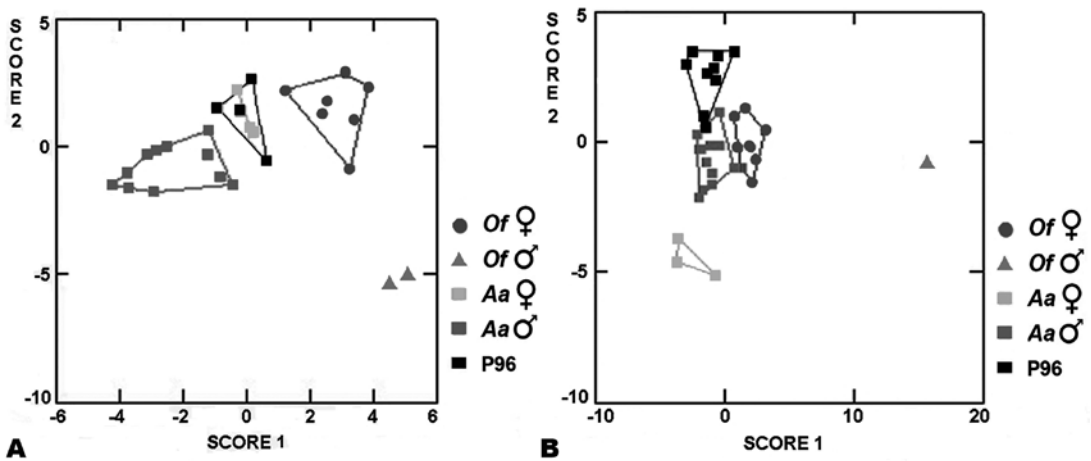 SCORE 2
5
0
-5
-10
-6 -4 -2 0 2 4 6
SCORE 1
A
Of ♀
Of ♂
Aa ♀
Aa ♂
P96
SCORE 2
5
0
-5
-10
-10 0 10 20
SCORE 1
B
Of ♀
Of ♂
Aa ♀
Aa ♂
P96